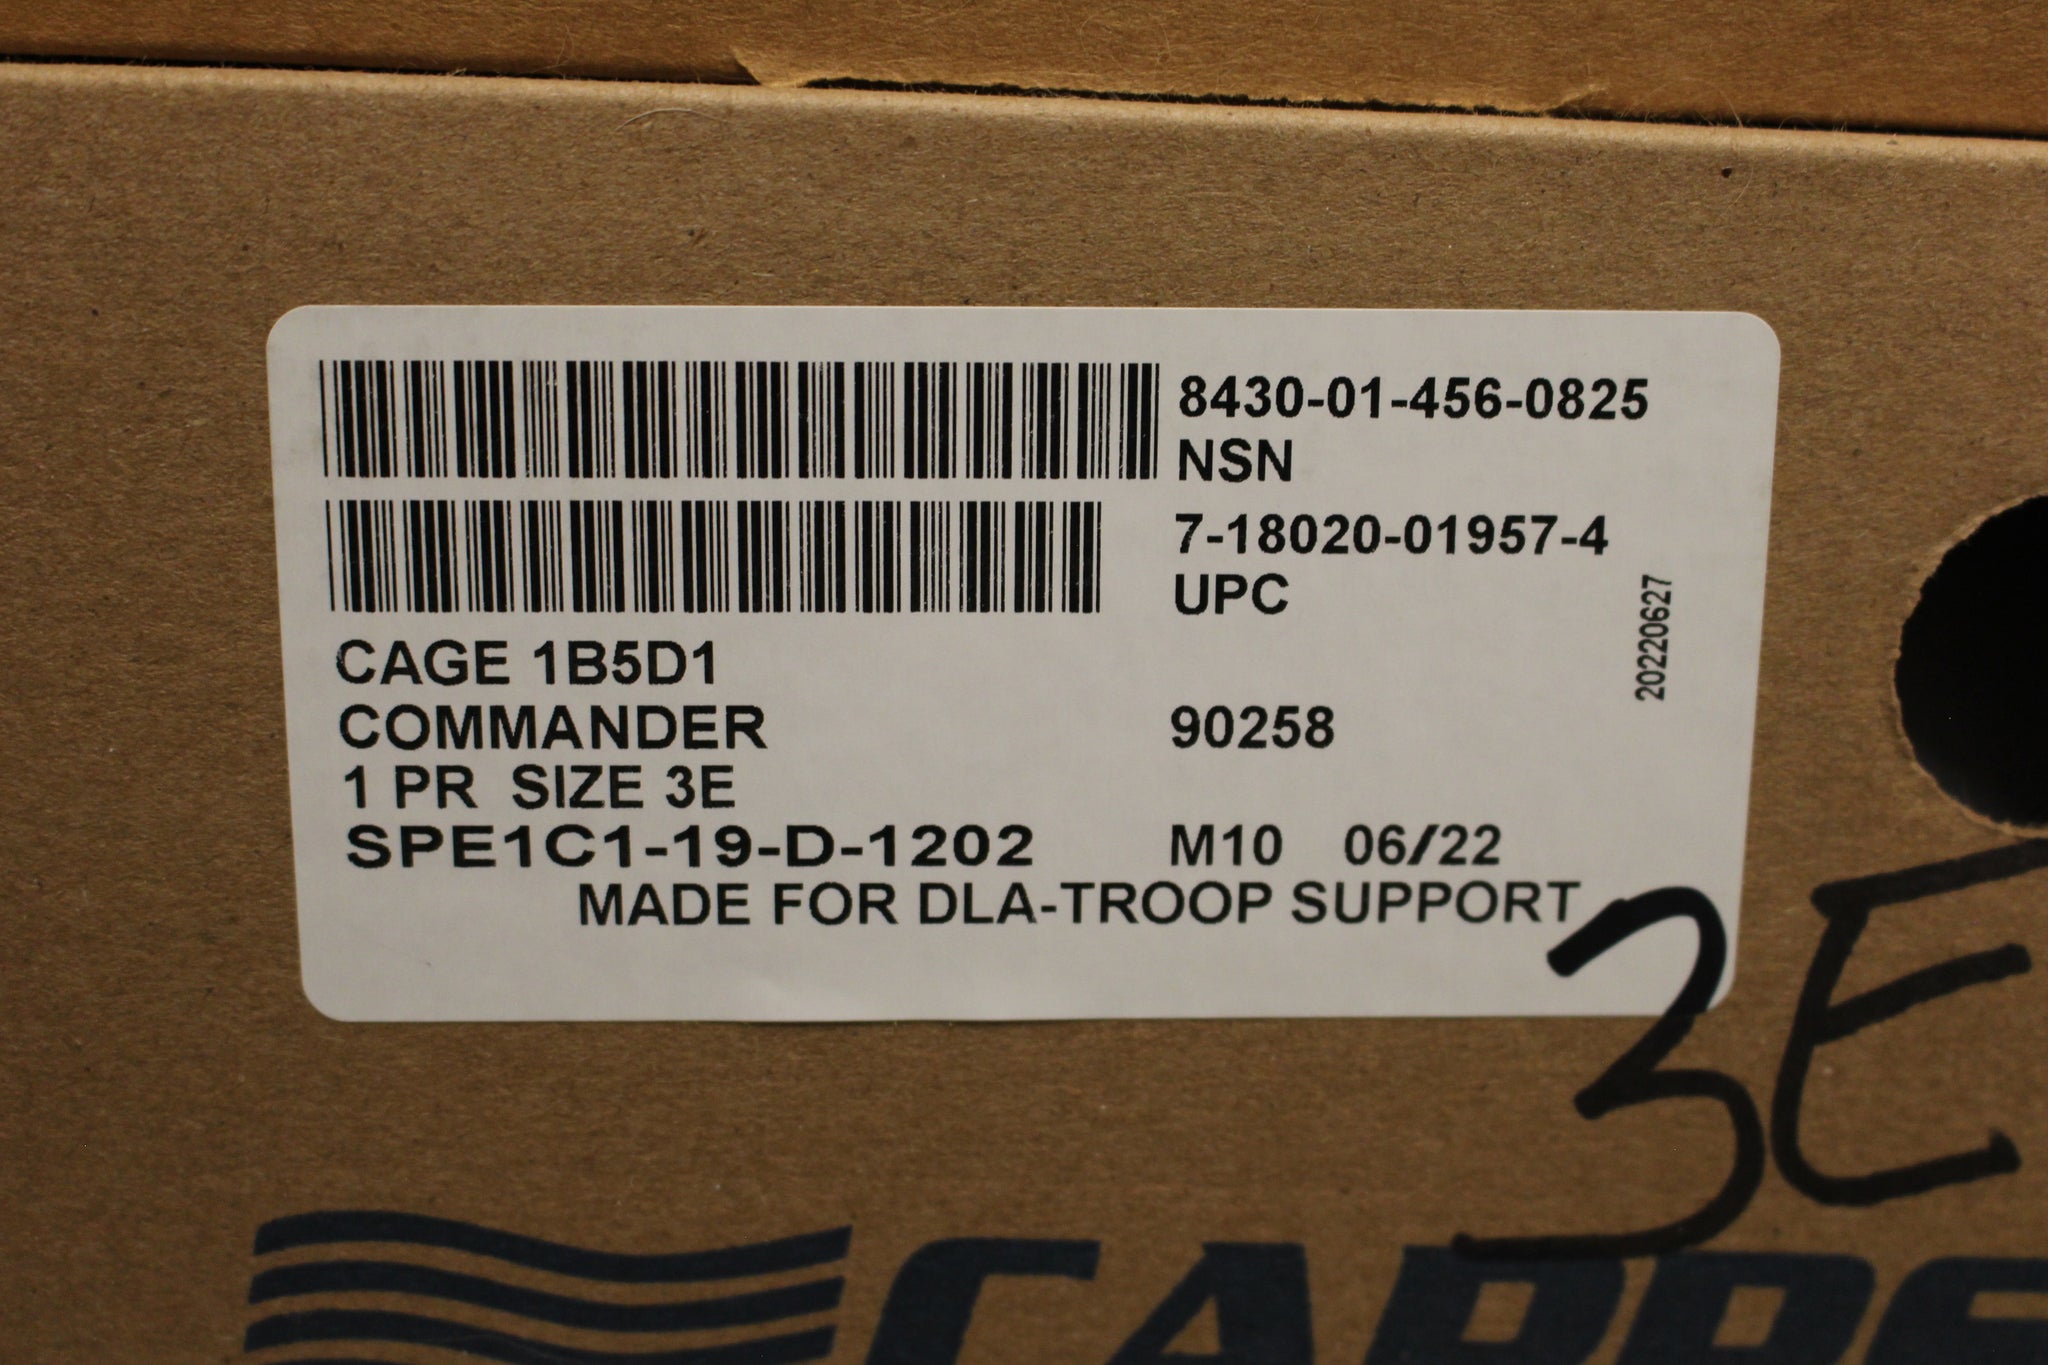 8430-01-456-0825
NSN
7-18020-01957-4
UPC
20220627
CAGE 1B5D1
COMMANDER 90258
1 PR SIZE 3E
SPE1C1-19-D-1202 M10 06/22
MADE FOR DLA-TROOP SUPPORT
3E